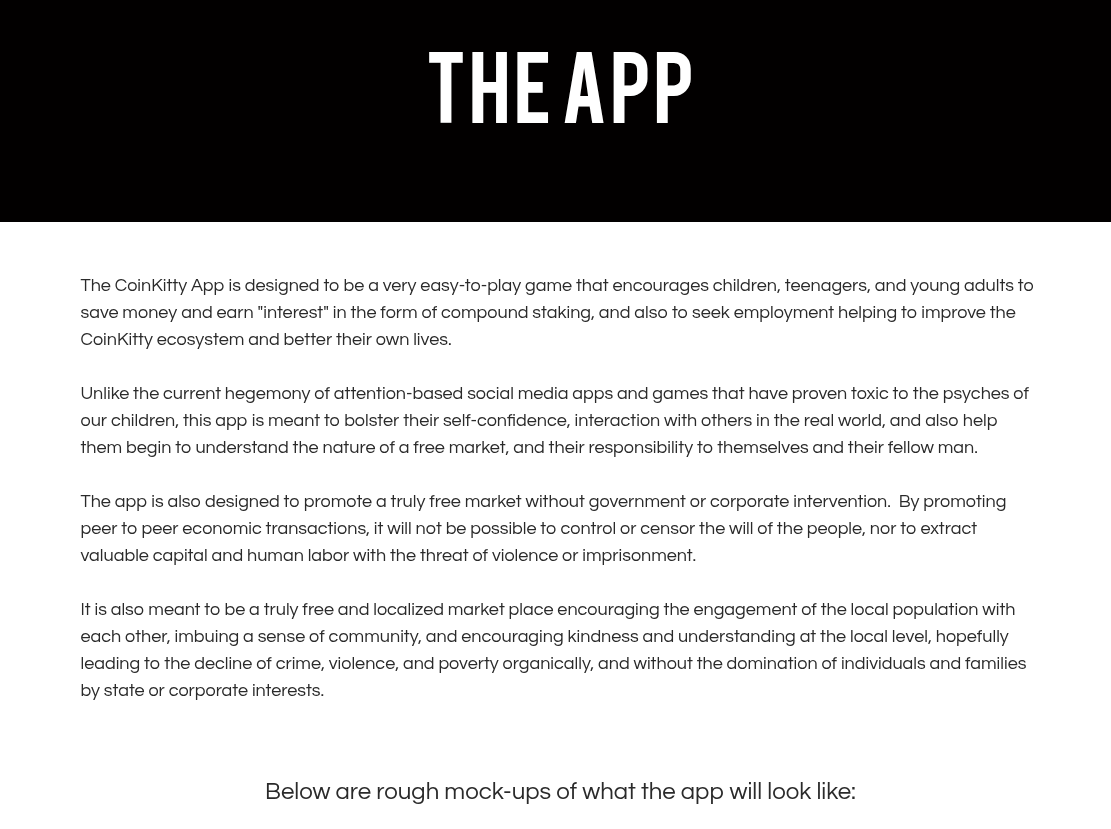 THE APP
The CoinKitty App is designed to be a very easy-to-play game that encourages children, teenagers, and young adults to
save money and earn "interest" in the form of compound staking, and also to seek employment helping to improve the
CoinKitty ecosystem and better their own lives.
Unlike the current hegemony of attention-based social media apps and games that have proven toxic to the psyches of
our children, this app is meant to bolster their self-confidence, interaction with others in the real world, and also help
them begin to understand the nature of a free market, and their responsibility to themselves and their fellow man.
The app is also designed to promote a truly free market without government or corporate intervention.  By promoting
peer to peer economic transactions, it will not be possible to control or censor the will of the people, nor to extract
valuable capital and human labor with the threat of violence or imprisonment.
It is also meant to be a truly free and localized market place encouraging the engagement of the local population with
each other, imbuing a sense of community, and encouraging kindness and understanding at the local level, hopefully
leading to the decline of crime, violence, and poverty organically, and without the domination of individuals and families
by state or corporate interests.
Below are rough mock-ups of what the app will look like: